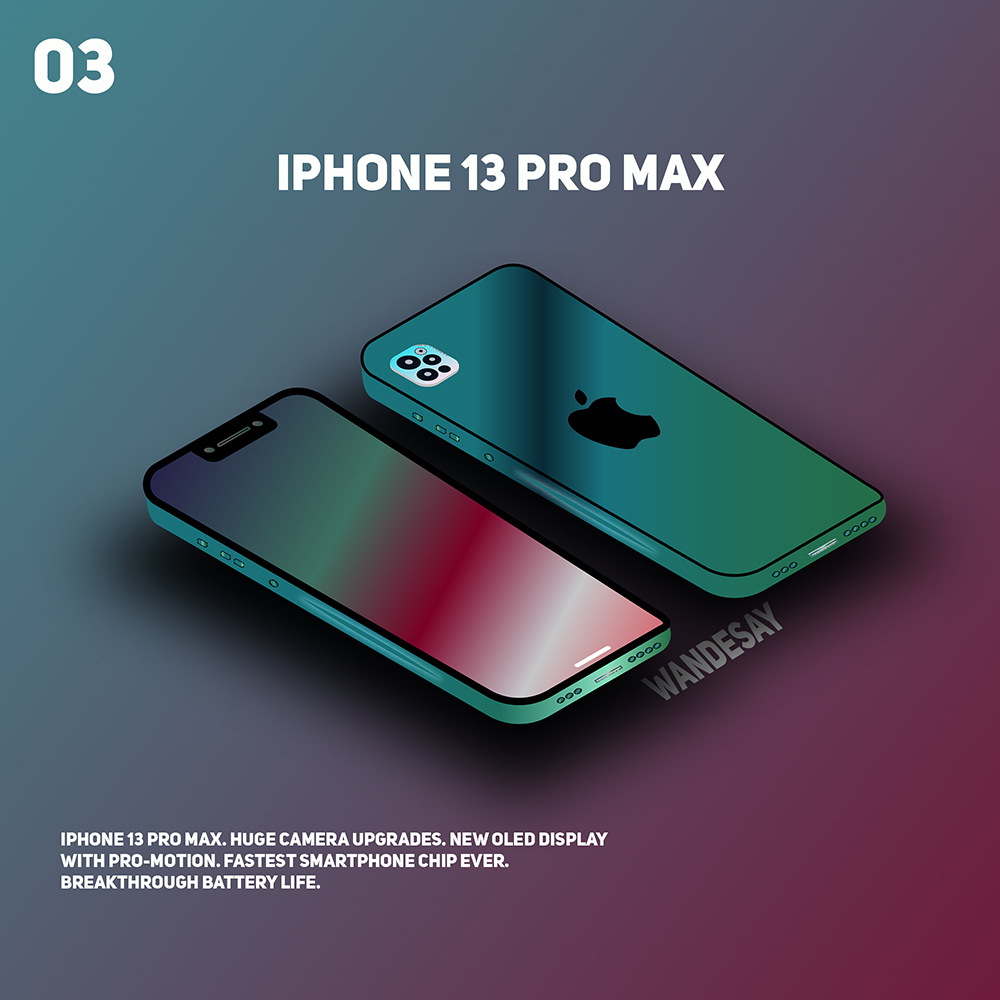 03
IPHONE 13 PRO MAX
WANDESAY
IPHONE 13 PRO MAX. HUGE CAMERA UPGRADES. NEW OLED DISPLAY
WITH PRO-MOTION. FASTEST SMARTPHONE CHIP EVER.
BREAKTHROUGH BATTERY LIFE.